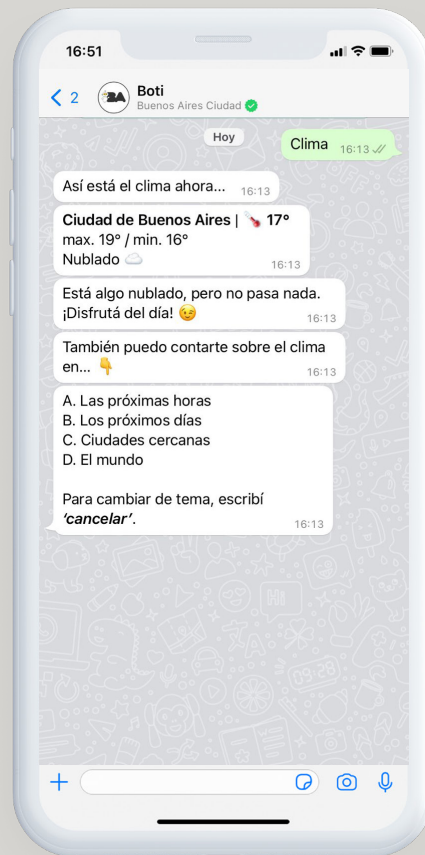 16:51
2
BA
Boti
Buenos Aires Ciudad
Hoy
Clima 16:13
Así está el clima ahora... 16:13
Ciudad de Buenos Aires | 🌡️ 17°
max. 19° / min. 16°
Nublado ☁️ 16:13
Está algo nublado, pero no pasa nada.
¡Disfrutá del día! 😉 16:13
También puedo contarte sobre el clima
en... 👇 16:13
A. Las próximas horas
B. Los próximos días
C. Ciudades cercanas
D. El mundo
Para cambiar de tema, escribí
‘cancelar’. 16:13
09:28